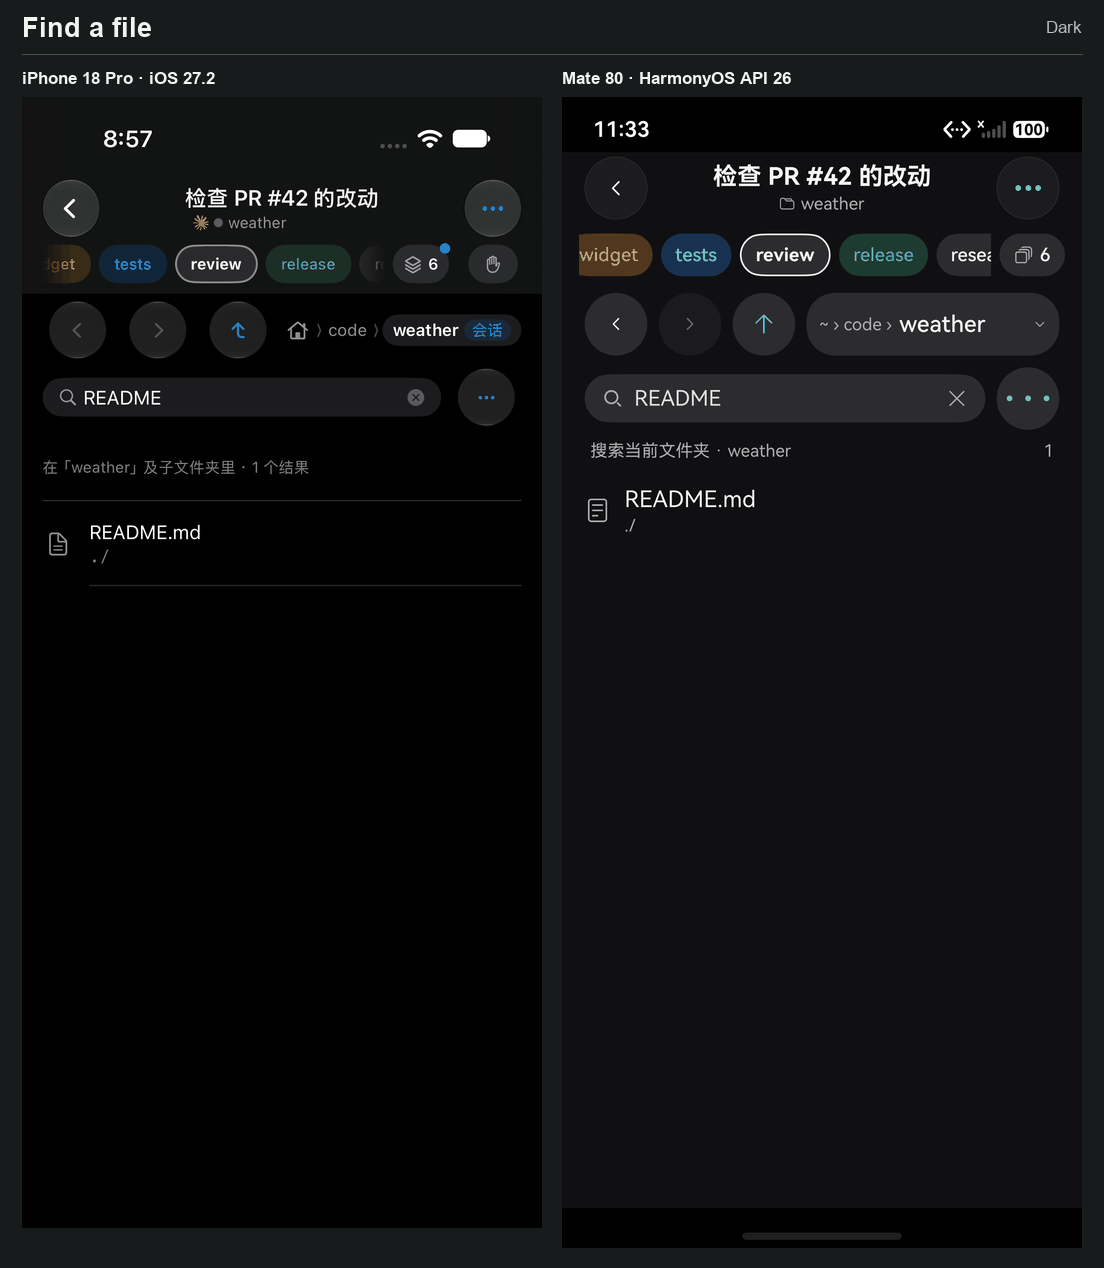 Find a file
Dark
iPhone 18 Pro · iOS 27.2
8:57
检查 PR #42 的改动
weather
dget
tests
review
release
6
code
weather 会话
README
在「weather」及子文件夹里 · 1 个结果
README.md
./
Mate 80 · HarmonyOS API 26
11:33
100
检查 PR #42 的改动
weather
widget
tests
review
release
resea
6
~ › code › weather
README
搜索当前文件夹 · weather
1
README.md
./